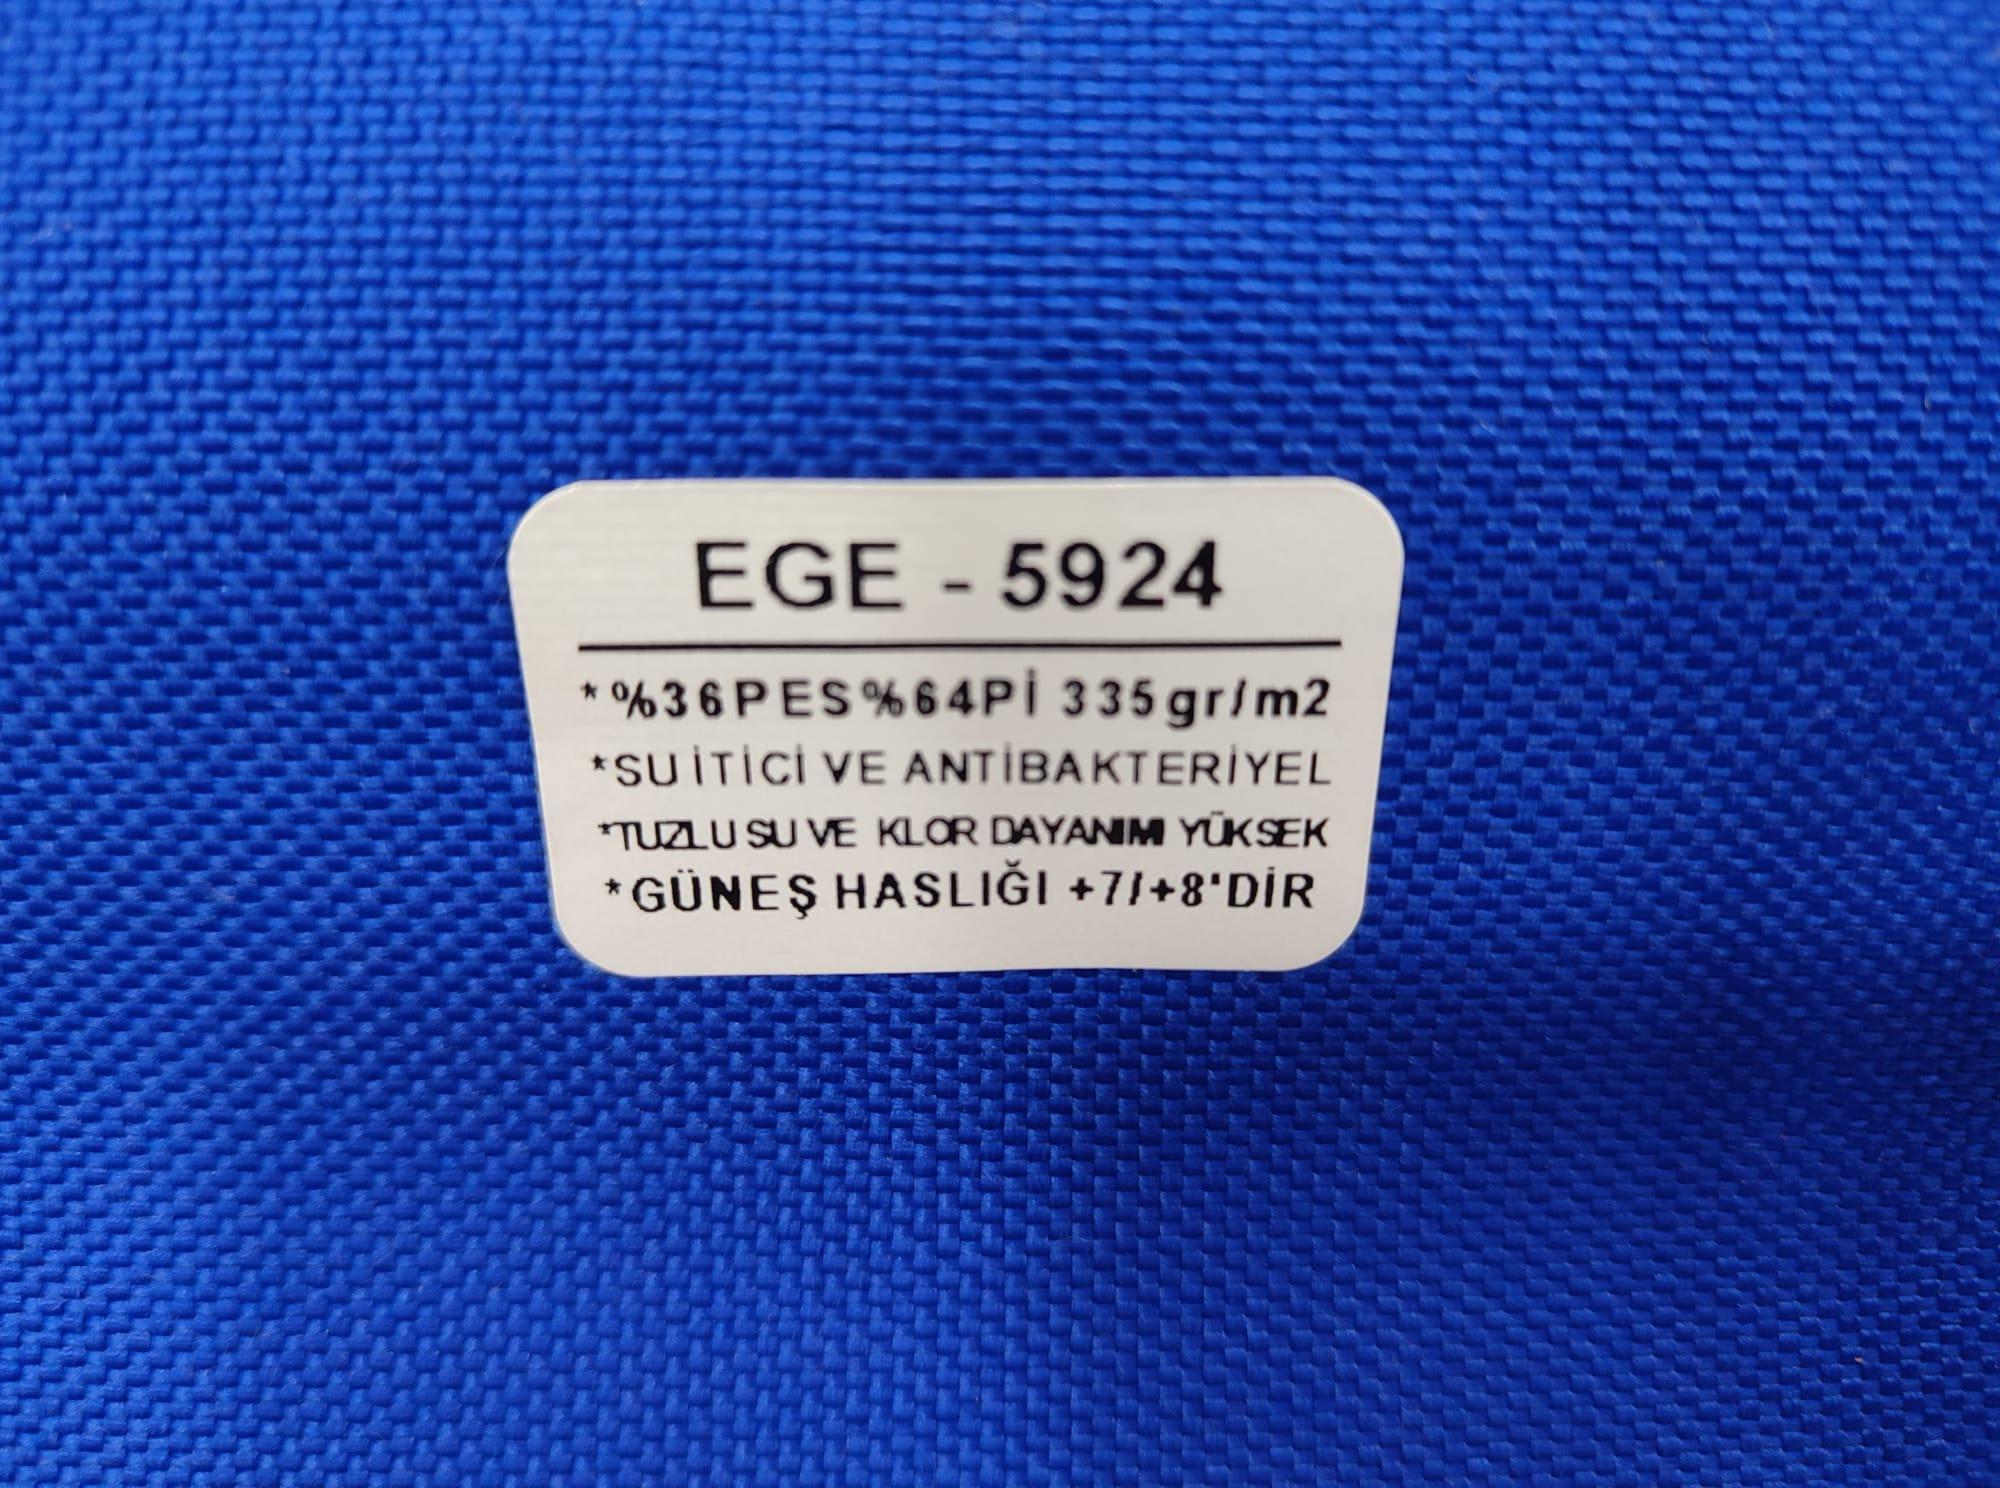 EGE - 5924
*%36PES%64Pİ 335gr/m2
*SU İTİCİ VE ANTİBAKTERİYEL
*TUZLU SU VE KLOR DAYANIMI YÜKSEK
*GÜNEŞ HASLIĞI +7/+8'DİR